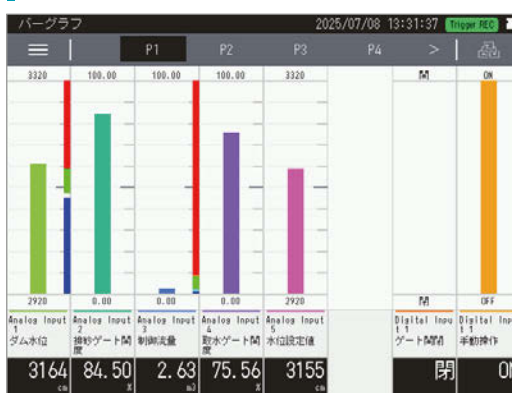 バーグラフ 2025/07/08 13:31:37 Trigger REC
P1 P2 P3 P4 >
3320 100.00 100.00 100.00 3320 ON
2920 0.00 0.00 0.00 2920 OFF
Analog Input Analog Input Analog Input Analog Input Analog Input Digital Inpu Digital Inp
1 2 3 4 5 t 1 t 1
ダム水位 排砂ゲート開 制御流量 取水ゲート開 水位設定値 ゲート開閉 手動操作
度 度
3164 84.50 2.63 75.56 3155 閉 ON
cm % m3 % cm